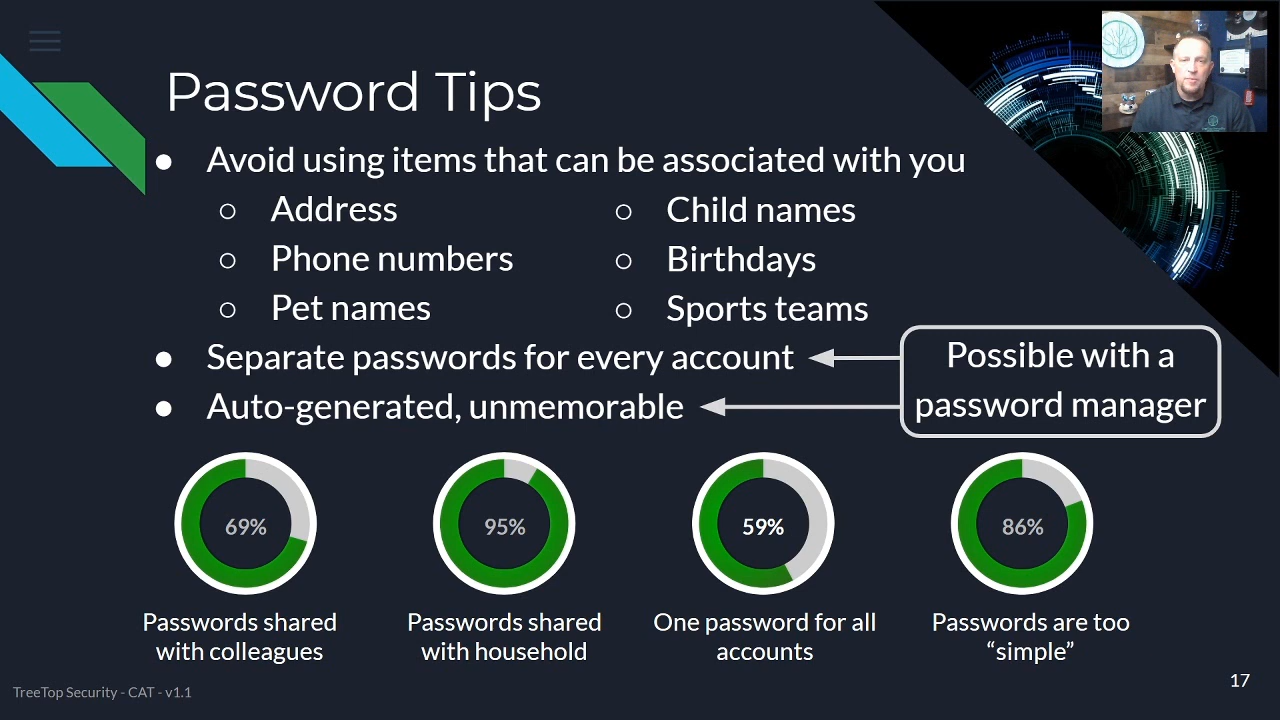 Password Tips
● Avoid using items that can be associated with you
○ Address
○ Child names
○ Phone numbers
○ Birthdays
○ Pet names
○ Sports teams
● Separate passwords for every account
● Auto-generated, unmemorable
Possible with a
password manager
69%
95%
59%
86%
Passwords shared
with colleagues
Passwords shared
with household
One password for all
accounts
Passwords are too
“simple”
TreeTop Security - CAT - v1.1
17